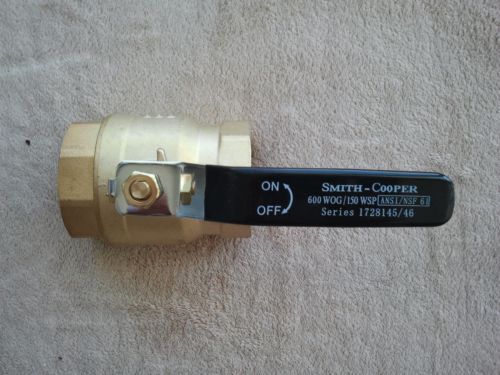 ON
OFF
SMITH-COOPER
600 WOG/150 WSP ANSI/NSF 61
Series 1728145/46